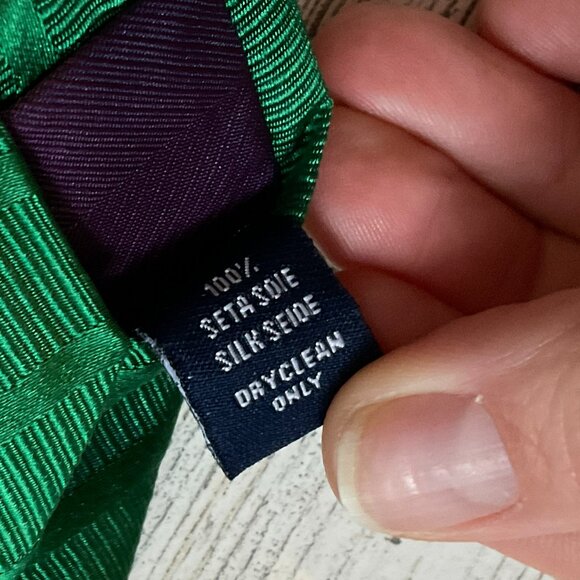 100%
SETA SOIE
SILK SEIDE
DRYCLEAN
ONLY